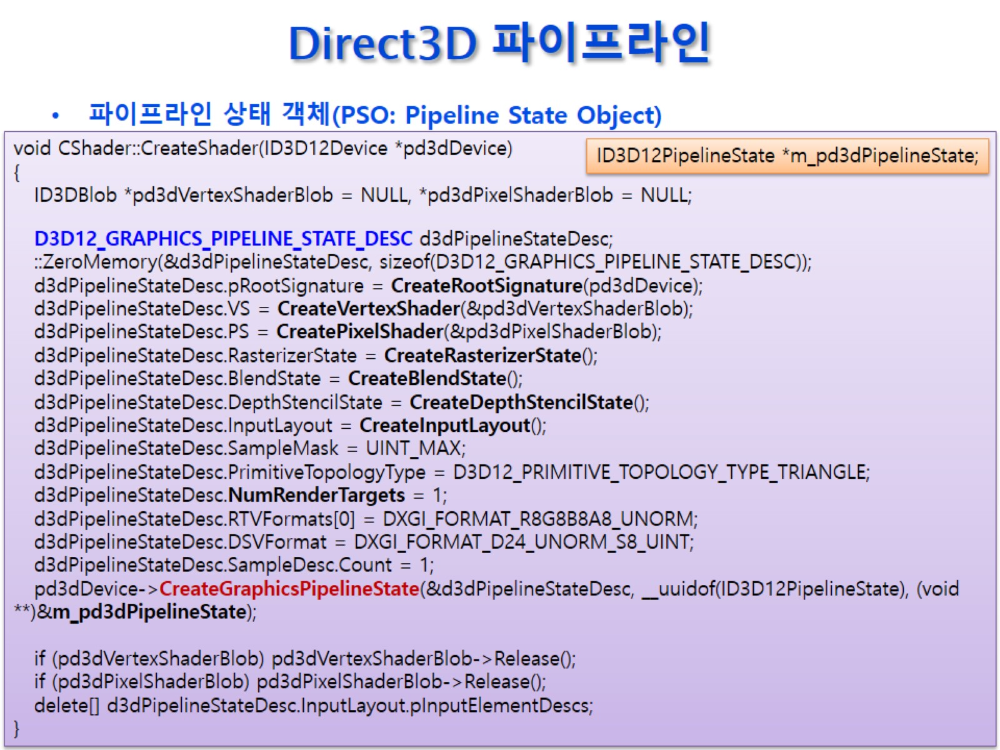 Direct3D 파이프라인
• 파이프라인 상태 객체(PSO: Pipeline State Object)
void CShader::CreateShader(ID3D12Device *pd3dDevice)
ID3D12PipelineState *m_pd3dPipelineState;
{
ID3DBlob *pd3dVertexShaderBlob = NULL, *pd3dPixelShaderBlob = NULL;
D3D12_GRAPHICS_PIPELINE_STATE_DESC d3dPipelineStateDesc;
::ZeroMemory(&d3dPipelineStateDesc, sizeof(D3D12_GRAPHICS_PIPELINE_STATE_DESC));
d3dPipelineStateDesc.pRootSignature = CreateRootSignature(pd3dDevice);
d3dPipelineStateDesc.VS = CreateVertexShader(&pd3dVertexShaderBlob);
d3dPipelineStateDesc.PS = CreatePixelShader(&pd3dPixelShaderBlob);
d3dPipelineStateDesc.RasterizerState = CreateRasterizerState();
d3dPipelineStateDesc.BlendState = CreateBlendState();
d3dPipelineStateDesc.DepthStencilState = CreateDepthStencilState();
d3dPipelineStateDesc.InputLayout = CreateInputLayout();
d3dPipelineStateDesc.SampleMask = UINT_MAX;
d3dPipelineStateDesc.PrimitiveTopologyType = D3D12_PRIMITIVE_TOPOLOGY_TYPE_TRIANGLE;
d3dPipelineStateDesc.NumRenderTargets = 1;
d3dPipelineStateDesc.RTVFormats[0] = DXGI_FORMAT_R8G8B8A8_UNORM;
d3dPipelineStateDesc.DSVFormat = DXGI_FORMAT_D24_UNORM_S8_UINT;
d3dPipelineStateDesc.SampleDesc.Count = 1;
pd3dDevice->CreateGraphicsPipelineState(&d3dPipelineStateDesc, __uuidof(ID3D12PipelineState), (void
**)&m_pd3dPipelineState);
if (pd3dVertexShaderBlob) pd3dVertexShaderBlob->Release();
if (pd3dPixelShaderBlob) pd3dPixelShaderBlob->Release();
delete[] d3dPipelineStateDesc.InputLayout.pInputElementDescs;
}